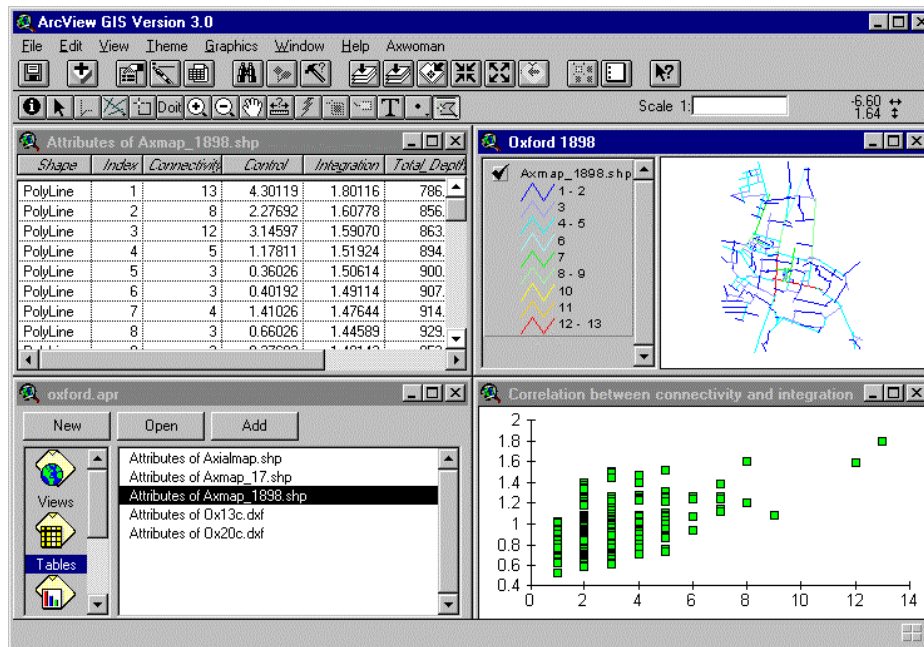 ArcView GIS Version 3.0
File Edit View Theme Graphics Window Help Axwoman
Doit T Scale 1: -6.60
1.64
Attributes of Axmap_1898.shp
Shape Index Connectivity Control Integration Total_Depth
PolyLine 1 13 4.30119 1.80116 786.
PolyLine 2 8 2.27692 1.60778 856.
PolyLine 3 12 3.14597 1.59070 863.
PolyLine 4 5 1.17811 1.51924 894.
PolyLine 5 3 0.36026 1.50614 900.
PolyLine 6 3 0.40192 1.49114 907.
PolyLine 7 4 1.41026 1.47644 914.
PolyLine 8 3 0.66026 1.44589 929.
Oxford 1898
Axmap_1898.shp
1 - 2
3
4 - 5
6
7
8 - 9
10
11
12 - 13
oxford.apr
New Open Add
Views
Tables
Attributes of Axialmap.shp
Attributes of Axmap_17.shp
Attributes of Axmap_1898.shp
Attributes of Ox13c.dxf
Attributes of Ox20c.dxf
Correlation between connectivity and integration
2
1.8
1.6
1.4
1.2
1
0.8
0.6
0.4
0 2 4 6 8 10 12 14